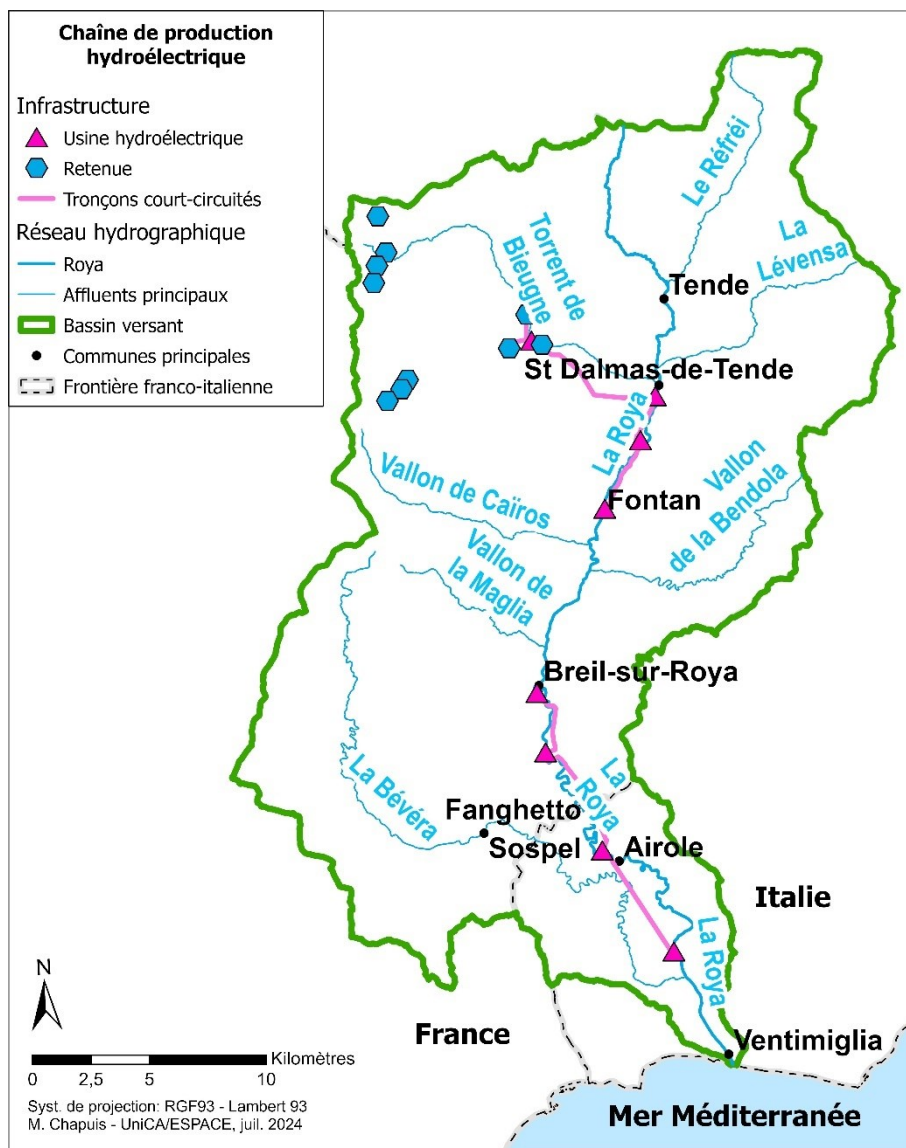 Chaîne de production
hydroélectrique
Infrastructure
Usine hydroélectrique
Retenue
Tronçons court-circuités
Réseau hydrographique
Roya
Affluents principaux
Bassin versant
Communes principales
Frontière franco-italienne
Le Réfréi
La
Lévensa
Torrent de
Bieugne
Tende
St Dalmas-de-Tende
La Roya
Vallon
de la Bendola
Fontan
Vallon de Caïros
Vallon de
la Maglia
Breil-sur-Roya
La
Roya
La Bévéra
Fanghetto
Sospel
Airole
Italie
La Roya
France
Ventimiglia
Mer Méditerranée
N
Kilomètres
0 2,5 5 10
Syst. de projection: RGF93 - Lambert 93
M. Chapuis - UniCA/ESPACE, juil. 2024